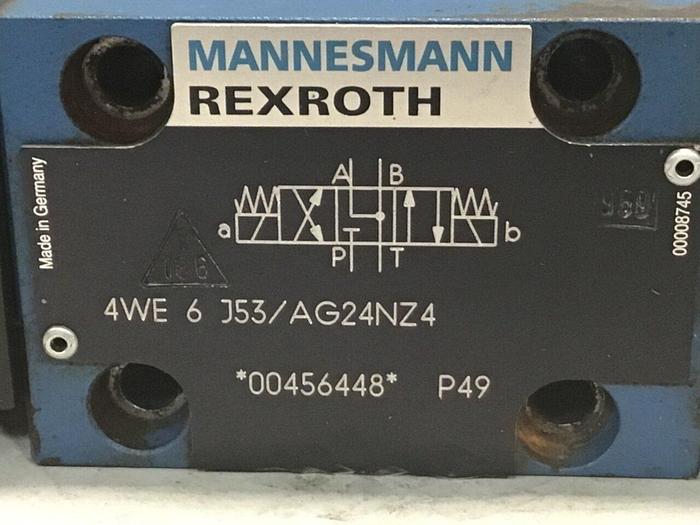 MANNESMANN
REXROTH
Made in Germany
00008745
A B
a b
P T
4WE 6 J53/AG24NZ4
*00456448* P49